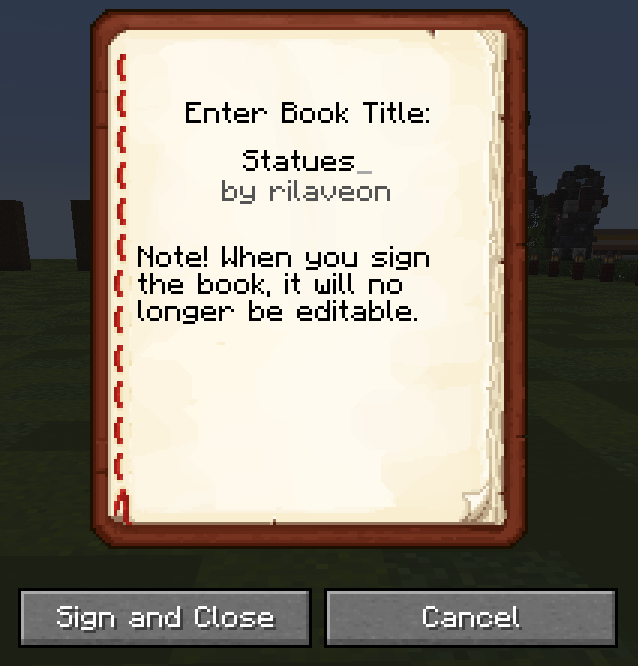 Enter Book Title:
Statues_
by rilaveon
Note! When you sign
the book, it will no
longer be editable.
Sign and Close
Cancel